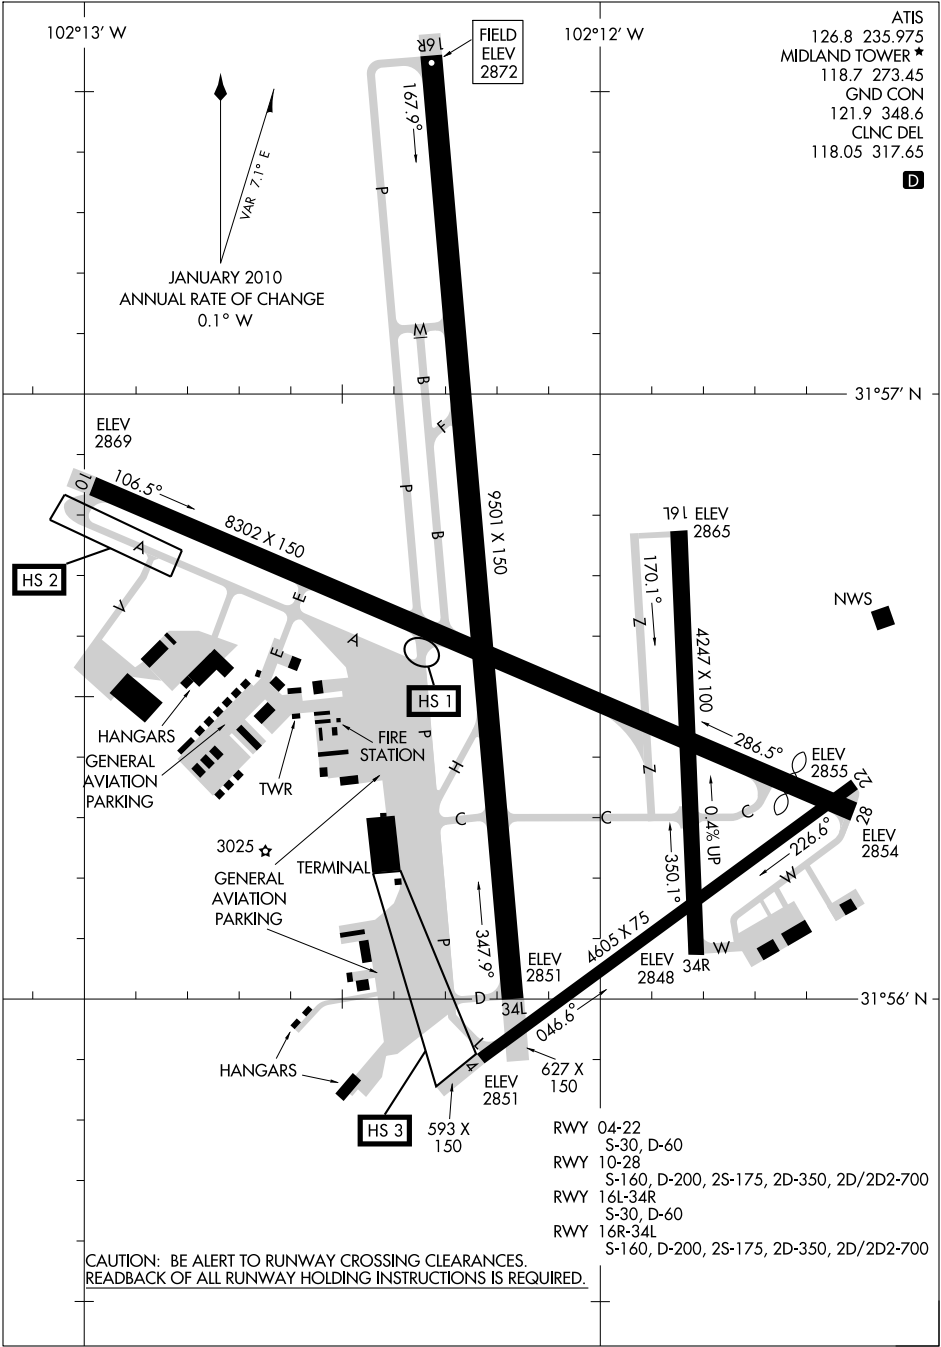 102°13′ W
16R
FIELD
ELEV
2872
102°12′ W
ATIS
126.8 235.975
MIDLAND TOWER ★
118.7 273.45
GND CON
121.9 348.6
CLNC DEL
118.05 317.65
D
VAR 7.1° E
JANUARY 2010
ANNUAL RATE OF CHANGE
0.1° W
167.9°
P
M
B
F
31°57′ N
ELEV
2869
10
106.5°
8302 X 150
P
B
9501 X 150
16L
ELEV
2865
170.1°
Z
4247 X 100
NWS
HS 2
A
V
E
A
E
HS 1
HANGARS
GENERAL
AVIATION
PARKING
TWR
FIRE
STATION
P
H
Z
286.5°
ELEV
2855
22
28
ELEV
2854
C
C
C
0.4% UP
350.1°
226.6°
W
3025
TERMINAL
GENERAL
AVIATION
PARKING
P
347.9°
ELEV
2851
4605 X 75
ELEV
2848
34R
W
D
34L
31°56′ N
046.6°
L
4
HANGARS
ELEV
2851
627 X
150
HS 3
593 X
150
RWY 04-22
S-30, D-60
RWY 10-28
S-160, D-200, 2S-175, 2D-350, 2D/2D2-700
RWY 16L-34R
S-30, D-60
RWY 16R-34L
S-160, D-200, 2S-175, 2D-350, 2D/2D2-700
CAUTION: BE ALERT TO RUNWAY CROSSING CLEARANCES.
READBACK OF ALL RUNWAY HOLDING INSTRUCTIONS IS REQUIRED.